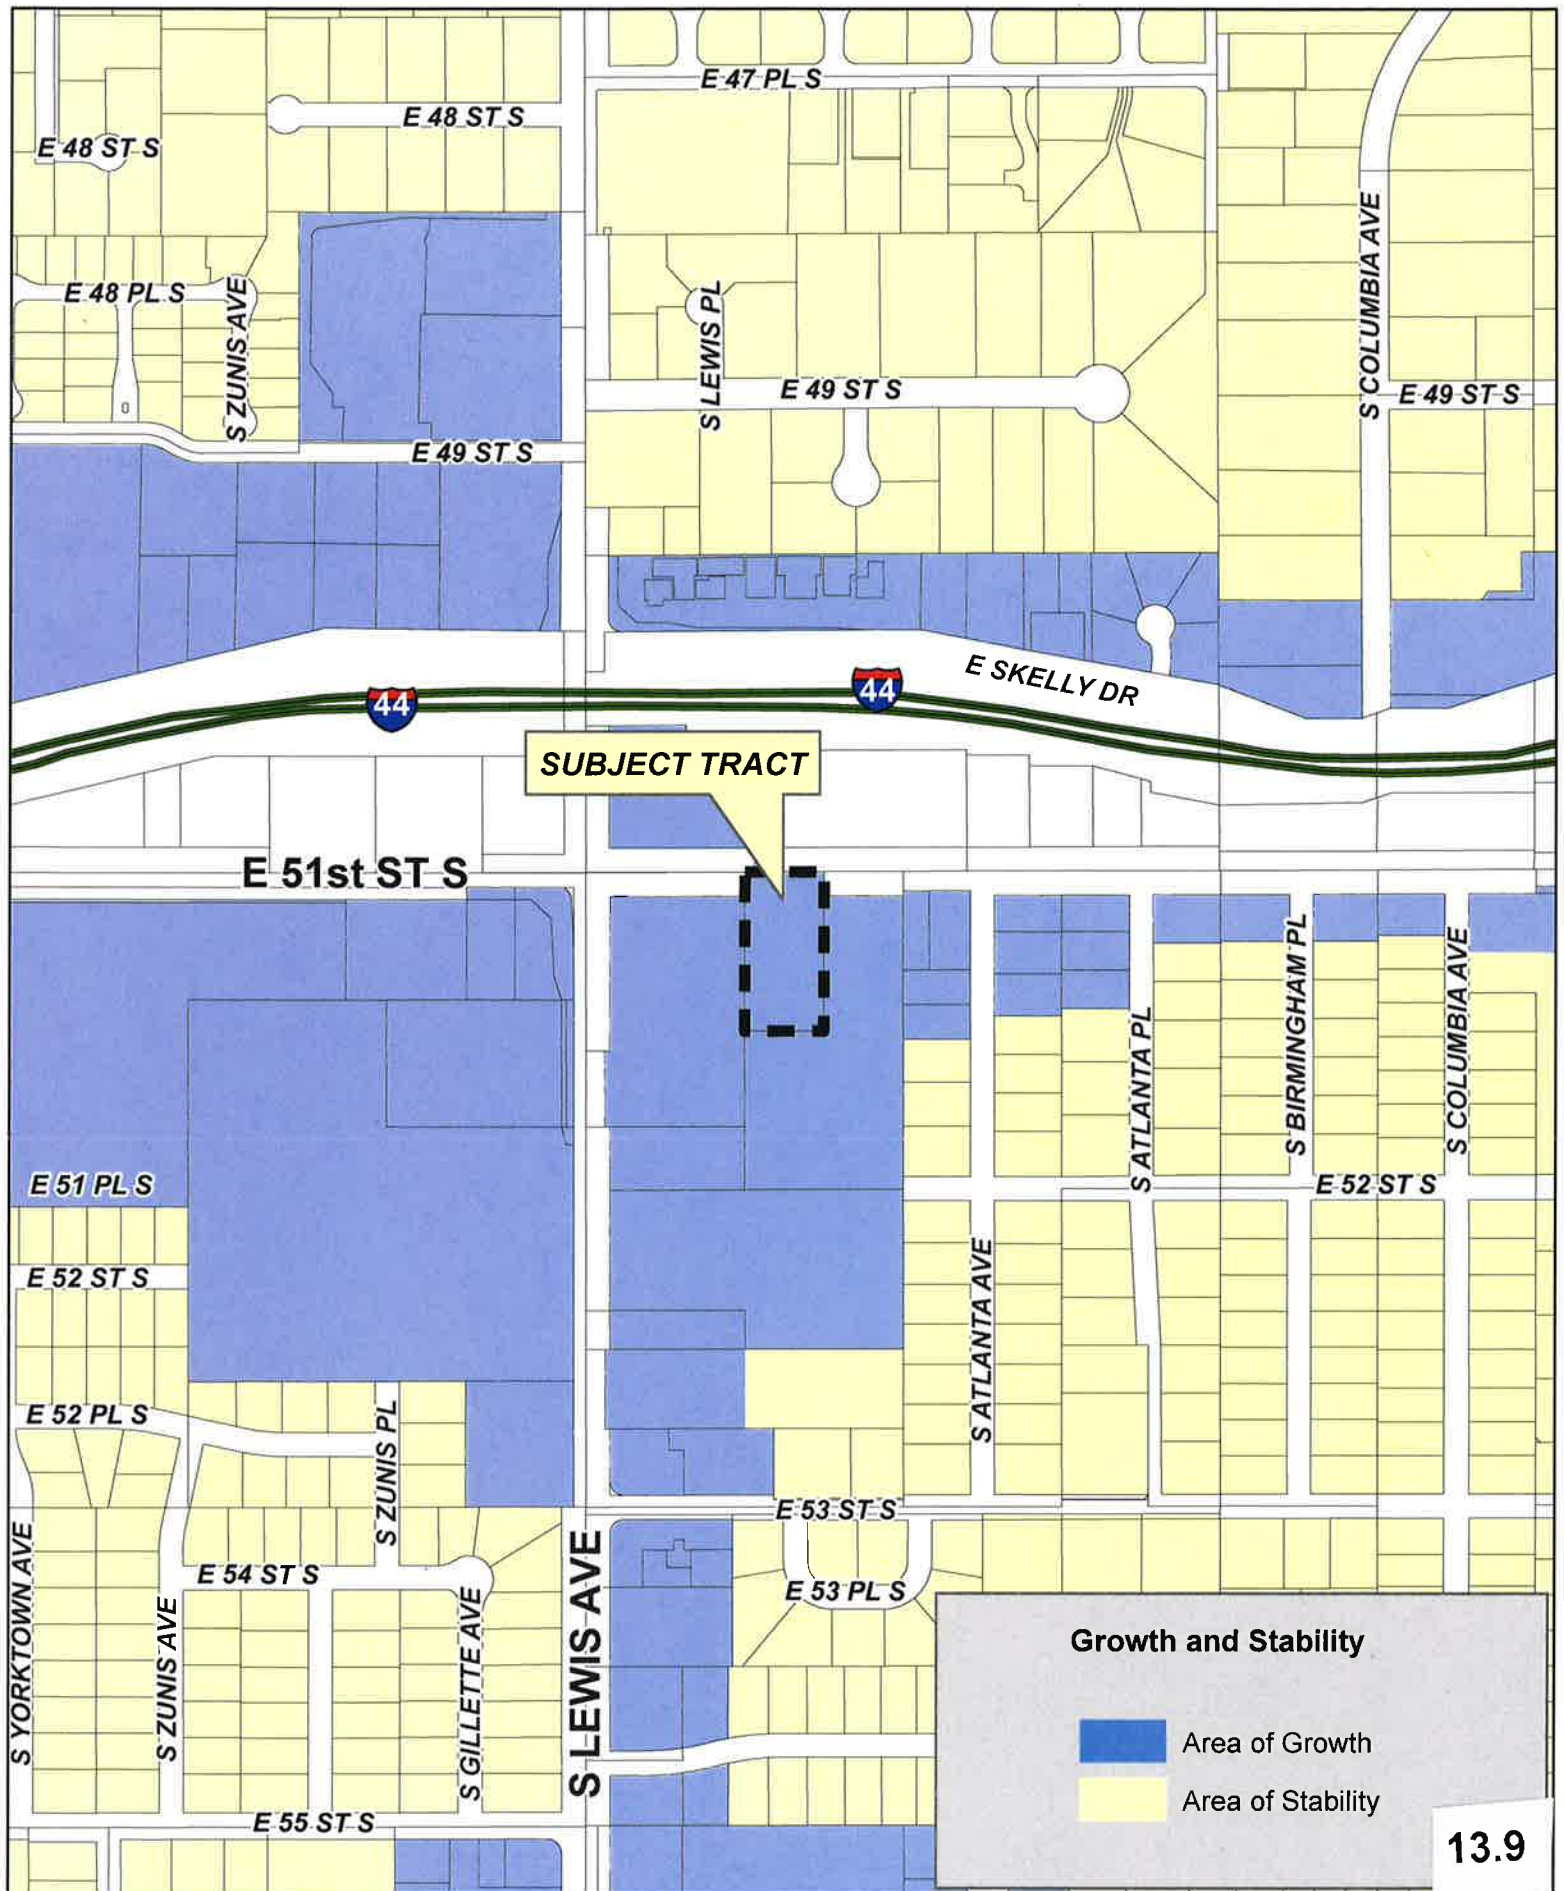 E 47 PL S
E 48 ST S
E 48 ST S
E 48 PL S
S ZUNIS AVE
S LEWIS PL
S COLUMBIA AVE
E 49 ST S
E 49 ST S
E 49 ST S
E SKELLY DR
44
44
SUBJECT TRACT
E 51st ST S
S ATLANTA PL
S BIRMINGHAM PL
S COLUMBIA AVE
E 51 PL S
E 52 ST S
E 52 ST S
S ATLANTA AVE
E 52 PL S
S ZUNIS PL
E 53 ST S
S YORKTOWN AVE
S ZUNIS AVE
E 54 ST S
S GILLETTE AVE
S LEWIS AVE
E 53 PL S
E 55 ST S
Growth and Stability
Area of Growth
Area of Stability
13.9